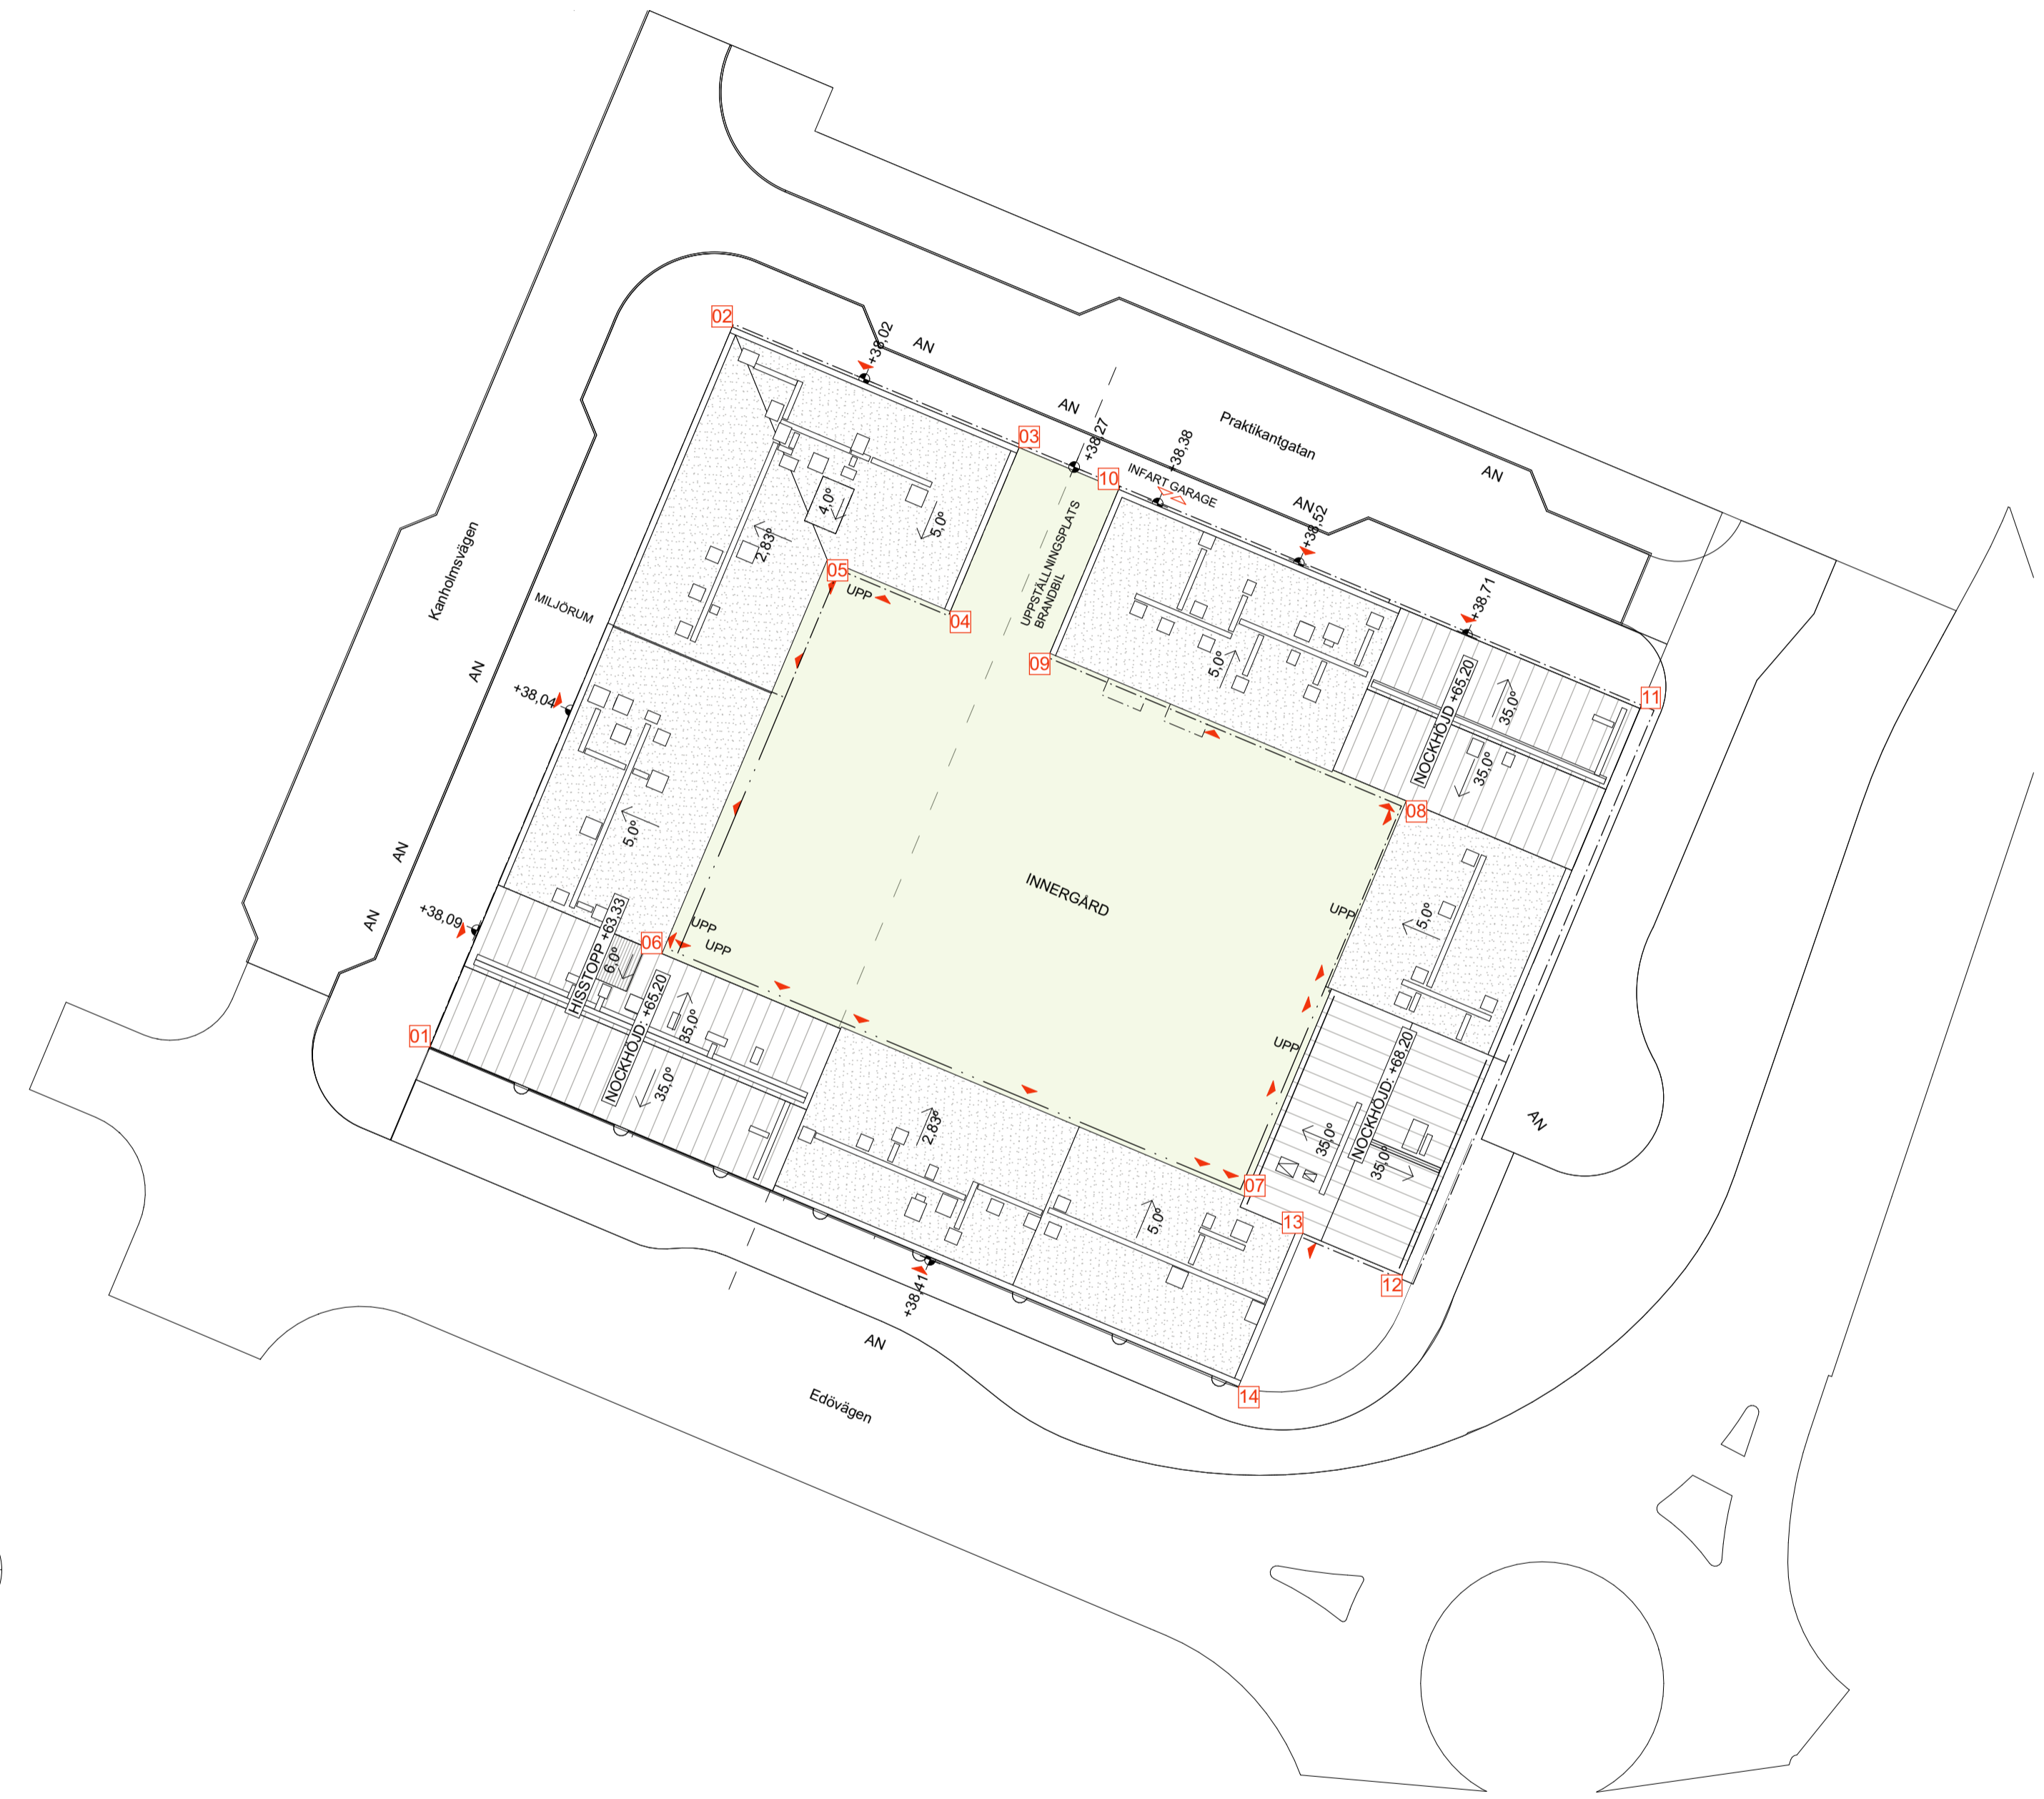 02
+38,02
AN
AN
Praktikantgatan
03
+38,27
+38,38
10
INFART GARAGE
AN
AN
+38,52
4,0°
5,0°
2,83°
UPPSTÄLLNINGSPLATS
BRANDBIL
Kanholmsvägen
05
UPP
04
MILJÖRUM
+38,71
09
5,0°
NOCKHÖJD +65,20
11
35,0°
35,0°
AN
+38,04
08
5,0°
AN
INNERGÅRD
UPP
5,0°
AN
+38,09
HISSTOPP +63,33
6,0°
UPP
UPP
06
NOCKHÖJD: +65,20
35,0°
35,0°
01
UPP
NOCKHÖJD: +68,20
35,0°
35,0°
AN
2,83°
07
5,0°
13
12
+38,41
AN
14
Edövägen